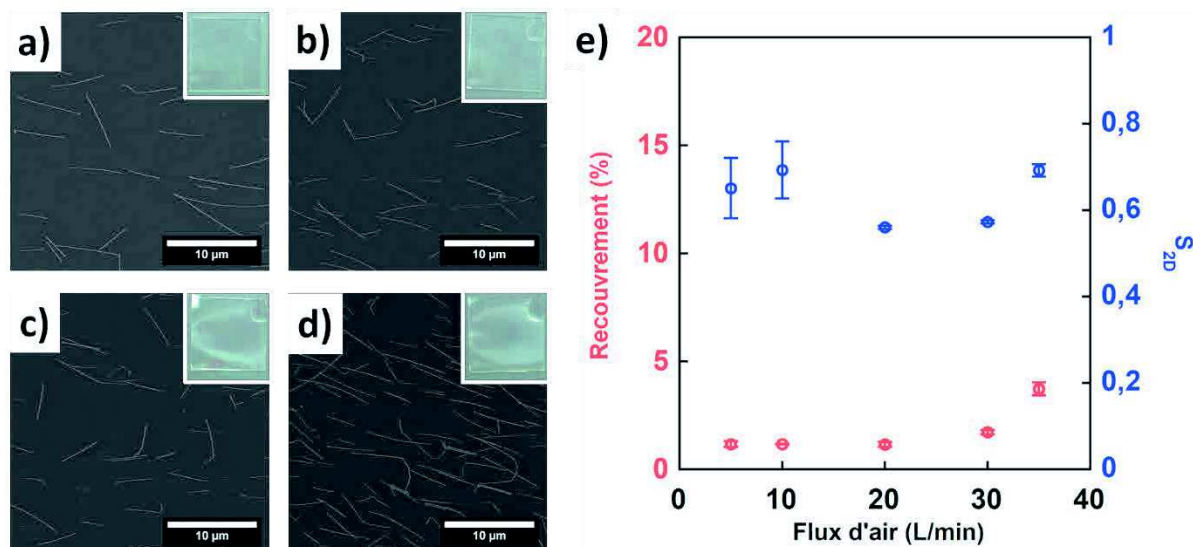 a)
10 µm
b)
10 µm
c)
10 µm
d)
10 µm
e)
20
15
10
5
0
Recouvrement (%)
1
0,8
0,6
0,4
0,2
0
S2D
0 10 20 30 40
Flux d'air (L/min)